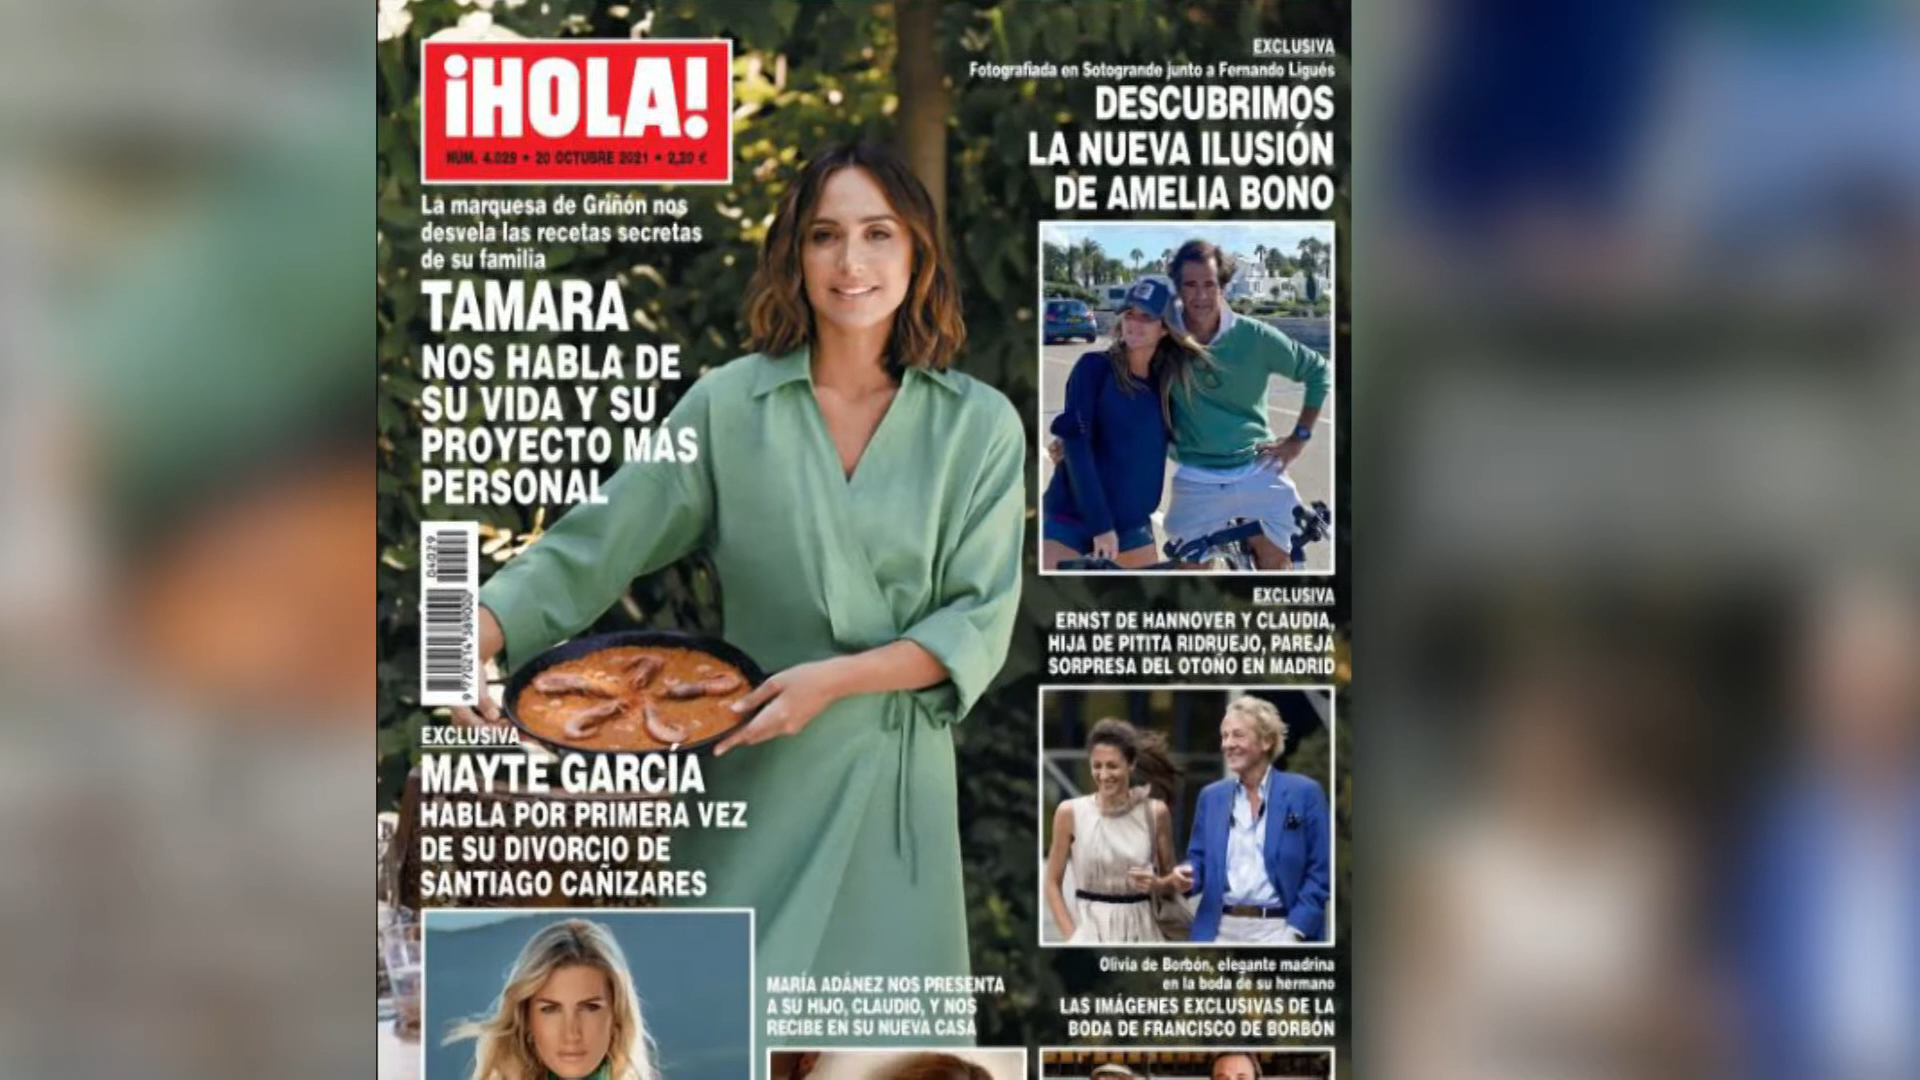 ¡HOLA!
NÚM. 4.029 • 20 OCTUBRE 2021 • 2,20 €
La marquesa de Griñón nos
desvela las recetas secretas
de su familia
TAMARA
NOS HABLA DE
SU VIDA Y SU
PROYECTO MÁS
PERSONAL
04029
9 770214 389000
EXCLUSIVA
MAYTE GARCÍA
HABLA POR PRIMERA VEZ
DE SU DIVORCIO DE
SANTIAGO CAÑIZARES
MARÍA ADÁNEZ NOS PRESENTA
A SU HIJO, CLAUDIO, Y NOS
RECIBE EN SU NUEVA CASA
EXCLUSIVA
Fotografiada en Sotogrande junto a Fernando Ligués
DESCUBRIMOS
LA NUEVA ILUSIÓN
DE AMELIA BONO
EXCLUSIVA
ERNST DE HANNOVER Y CLAUDIA,
HIJA DE PITITA RIDRUEJO, PAREJA
SORPRESA DEL OTOÑO EN MADRID
Olivia de Borbón, elegante madrina
en la boda de su hermano
LAS IMÁGENES EXCLUSIVAS DE LA
BODA DE FRANCISCO DE BORBÓN